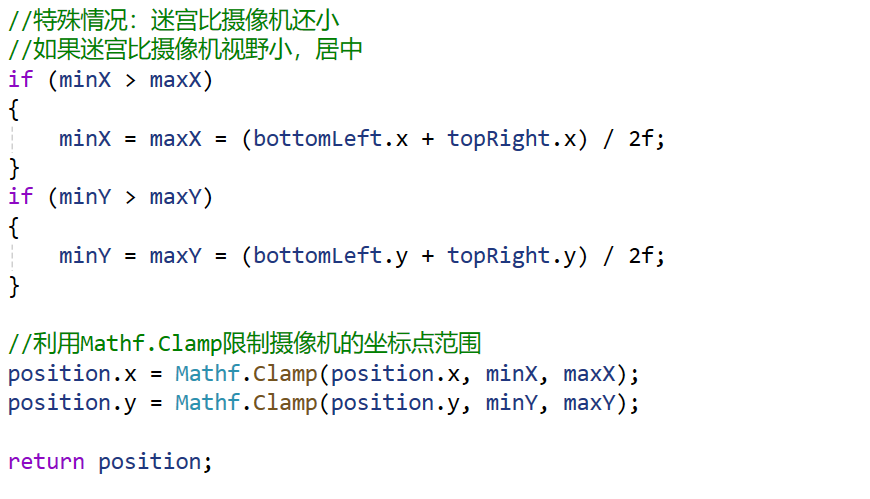 //特殊情况：迷宫比摄像机还小
//如果迷宫比摄像机视野小，居中
if (minX > maxX)
{
    minX = maxX = (bottomLeft.x + topRight.x) / 2f;
}
if (minY > maxY)
{
    minY = maxY = (bottomLeft.y + topRight.y) / 2f;
}

//利用Mathf.Clamp限制摄像机的坐标点范围
position.x = Mathf.Clamp(position.x, minX, maxX);
position.y = Mathf.Clamp(position.y, minY, maxY);

return position;